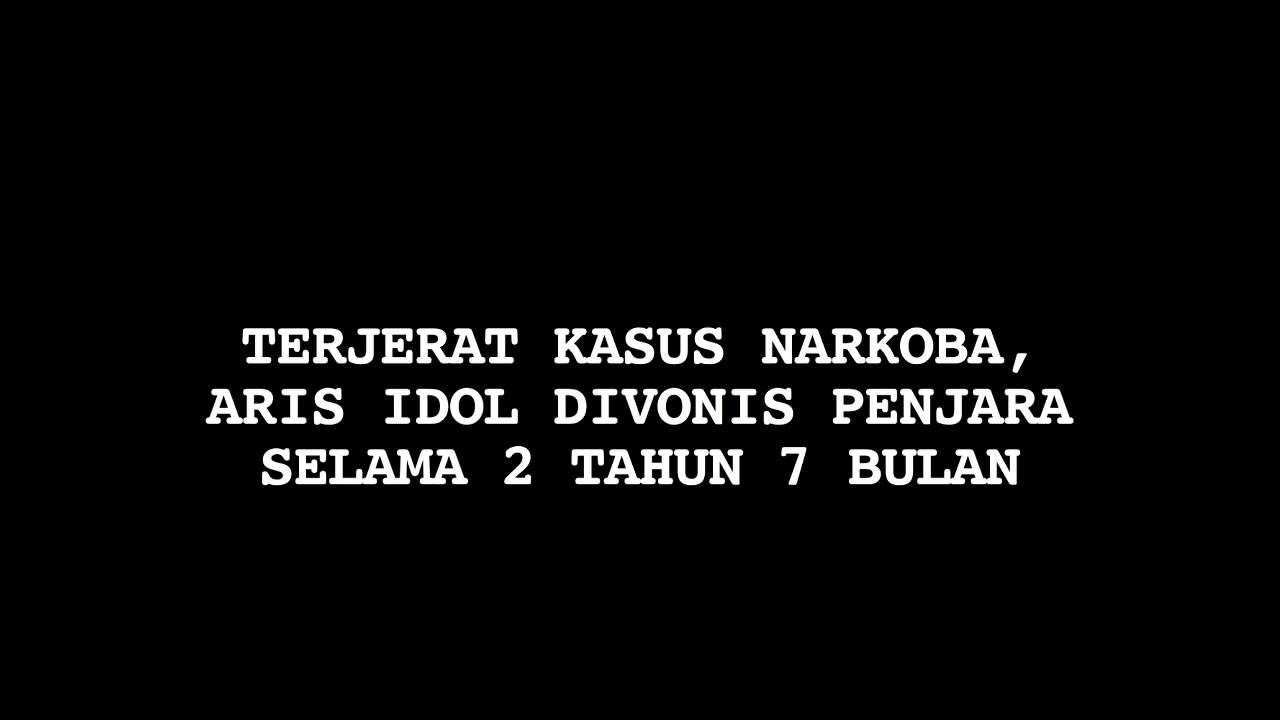 TERJERAT KASUS NARKOBA,
ARIS IDOL DIVONIS PENJARA
SELAMA 2 TAHUN 7 BULAN